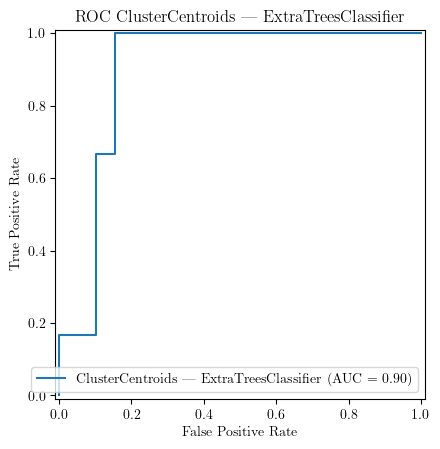 ROC ClusterCentroids — ExtraTreesClassifier
1.0
0.8
0.6
0.4
0.2
0.0
True Positive Rate
ClusterCentroids — ExtraTreesClassifier (AUC = 0.90)
0.0 0.2 0.4 0.6 0.8 1.0
False Positive Rate